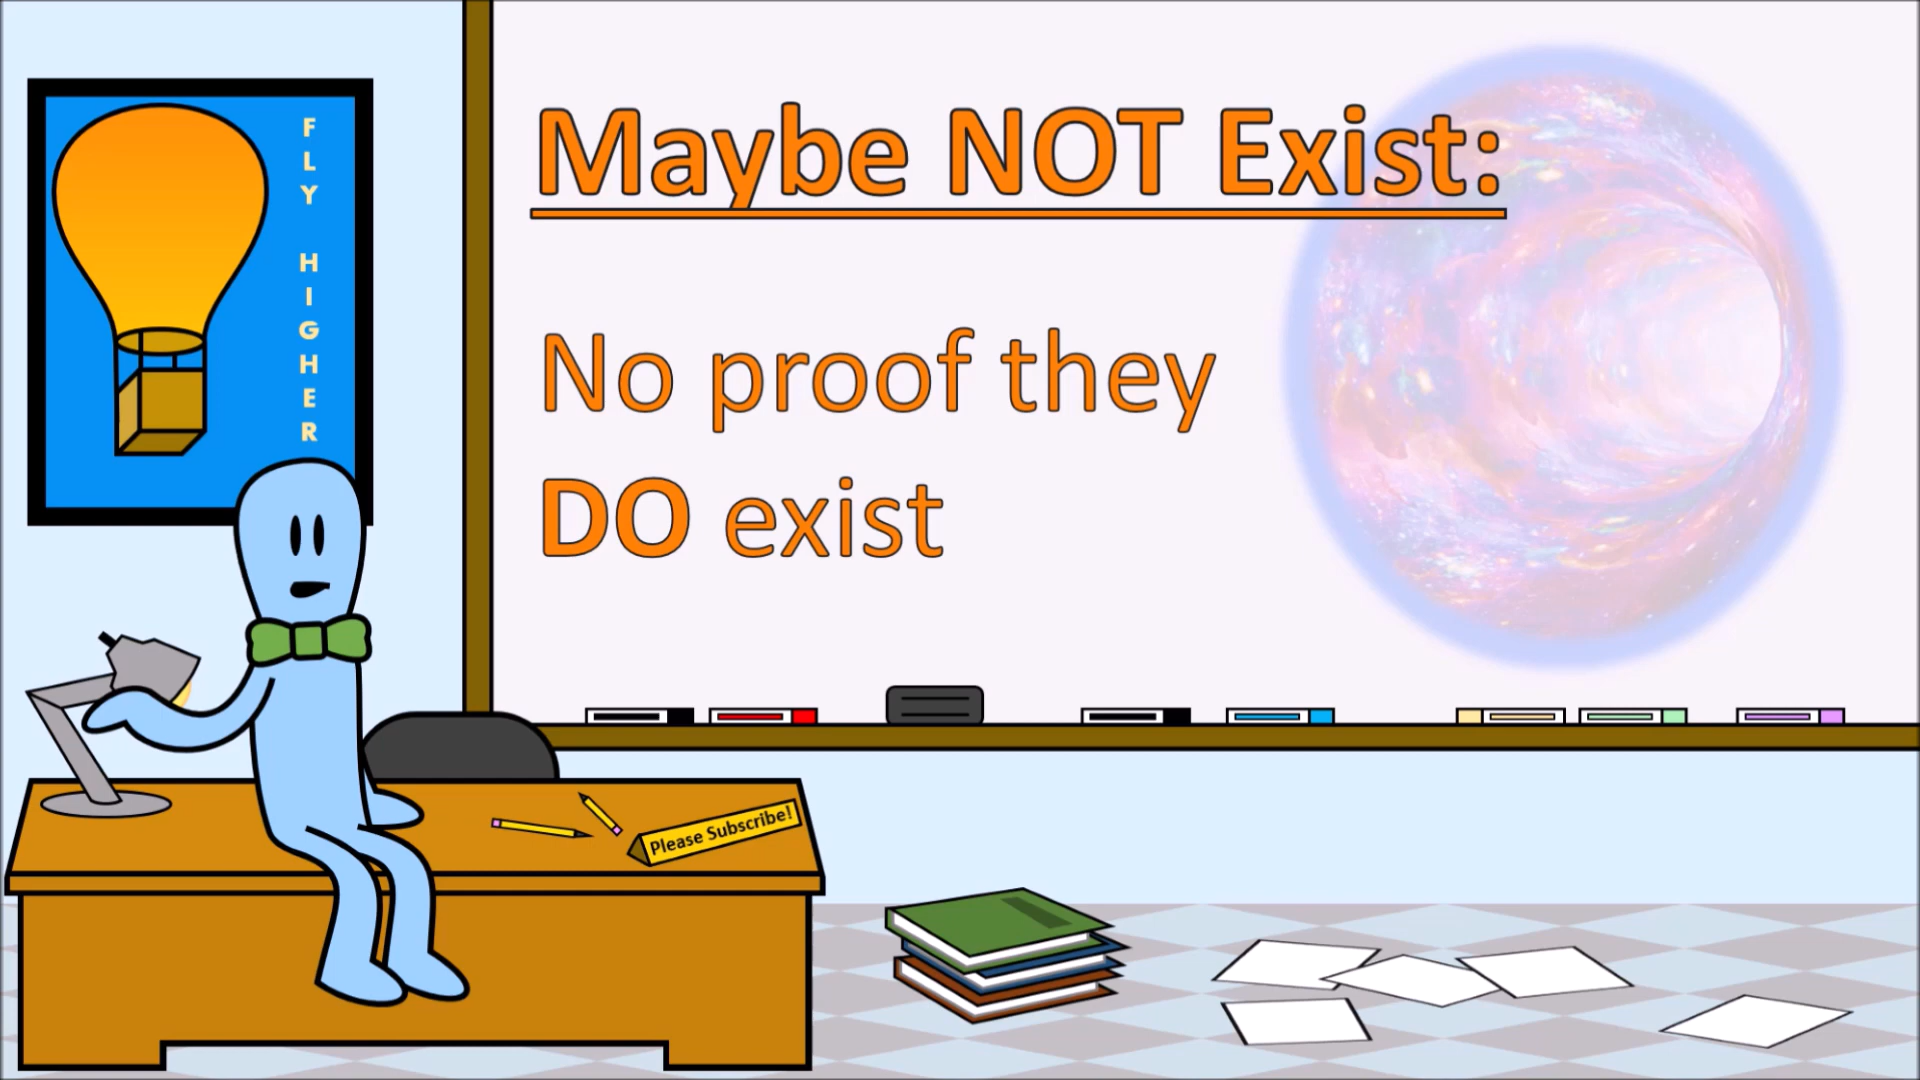 FLY HIGHER
Maybe NOT Exist:
No proof they
DO exist
Please Subscribe!